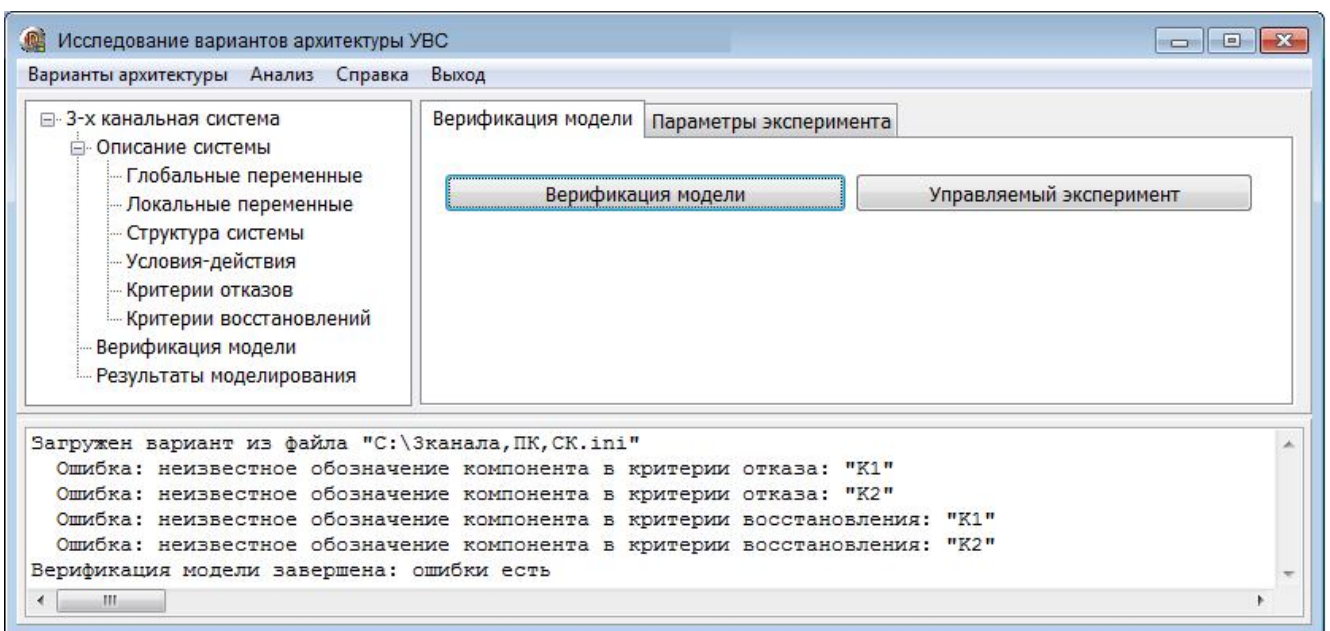 Исследование вариантов архитектуры УВС
Варианты архитектуры Анализ Справка Выход
3-х канальная система
Описание системы
Глобальные переменные
Локальные переменные
Структура системы
Условия-действия
Критерии отказов
Критерии восстановлений
Верификация модели
Результаты моделирования
Верификация модели Параметры эксперимента
Верификация модели Управляемый эксперимент
Загружен вариант из файла "C:\3канала,ПК,СК.ini"
Ошибка: неизвестное обозначение компонента в критерии отказа: "К1"
Ошибка: неизвестное обозначение компонента в критерии отказа: "К2"
Ошибка: неизвестное обозначение компонента в критерии восстановления: "К1"
Ошибка: неизвестное обозначение компонента в критерии восстановления: "К2"
Верификация модели завершена: ошибки есть